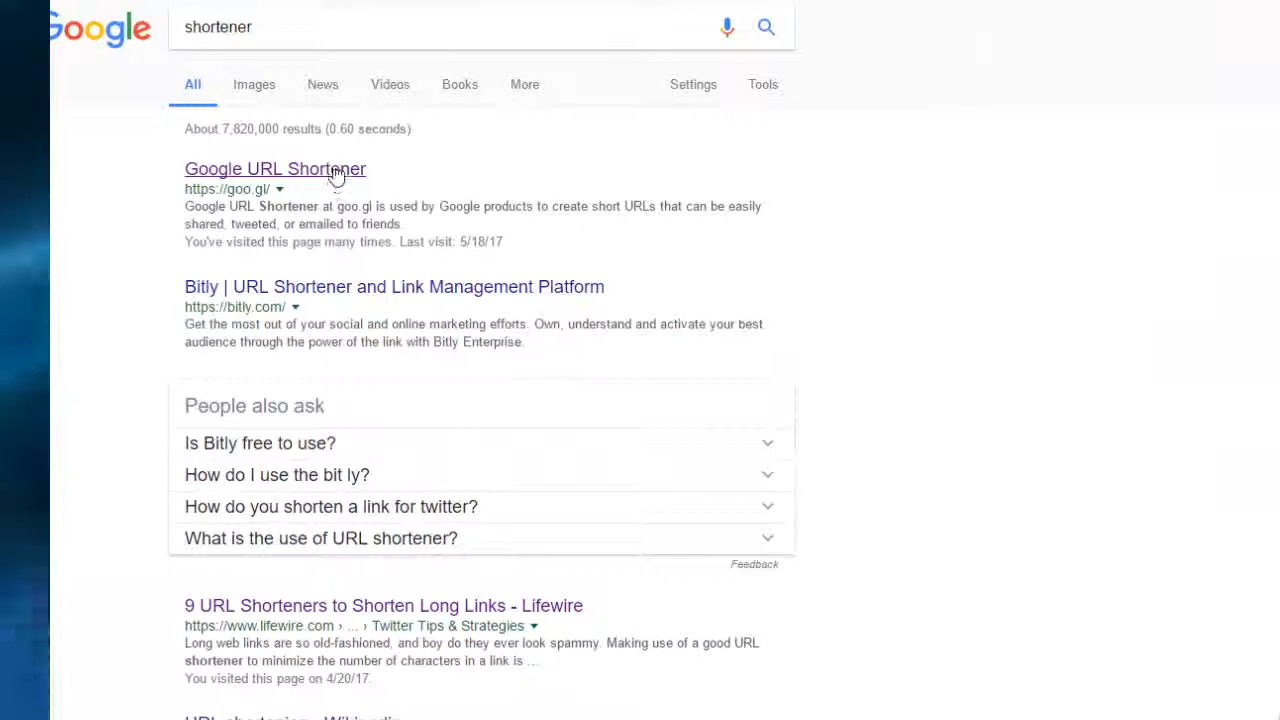 Google
shortener
All Images News Videos Books More Settings Tools
About 7,820,000 results (0.60 seconds)
Google URL Shortener
https://goo.gl/
Google URL Shortener at goo.gl is used by Google products to create short URLs that can be easily
shared, tweeted, or emailed to friends.
You've visited this page many times. Last visit: 5/18/17
Bitly | URL Shortener and Link Management Platform
https://bitly.com/
Get the most out of your social and online marketing efforts. Own, understand and activate your best
audience through the power of the link with Bitly Enterprise.
People also ask
Is Bitly free to use?
How do I use the bit ly?
How do you shorten a link for twitter?
What is the use of URL shortener?
Feedback
9 URL Shorteners to Shorten Long Links - Lifewire
https://www.lifewire.com › ... › Twitter Tips & Strategies
Long web links are so old-fashioned, and boy do they ever look spammy. Making use of a good URL
shortener to minimize the number of characters in a link is ...
You visited this page on 4/20/17.
URL shortening - Wikipedia